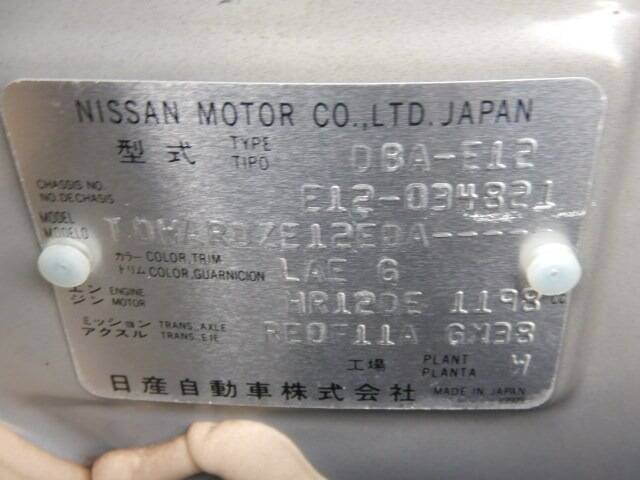 NISSAN MOTOR CO.,LTD. JAPAN
型式 TYPE TIPO DBA-E12
CHASSIS NO. NO.DE CHASIS E12-034821
MODEL MODELO
カラー COLOR,TRIM トリム COLOR,GUARNICION LAE G
エンジン ENGINE MOTOR HR12DE 1198 CC
ミッション アクスル TRANS.,AXLE TRANS.,EJE RE0F11A GM38
工場 PLANT PLANTA
日産自動車株式会社 MADE IN JAPAN